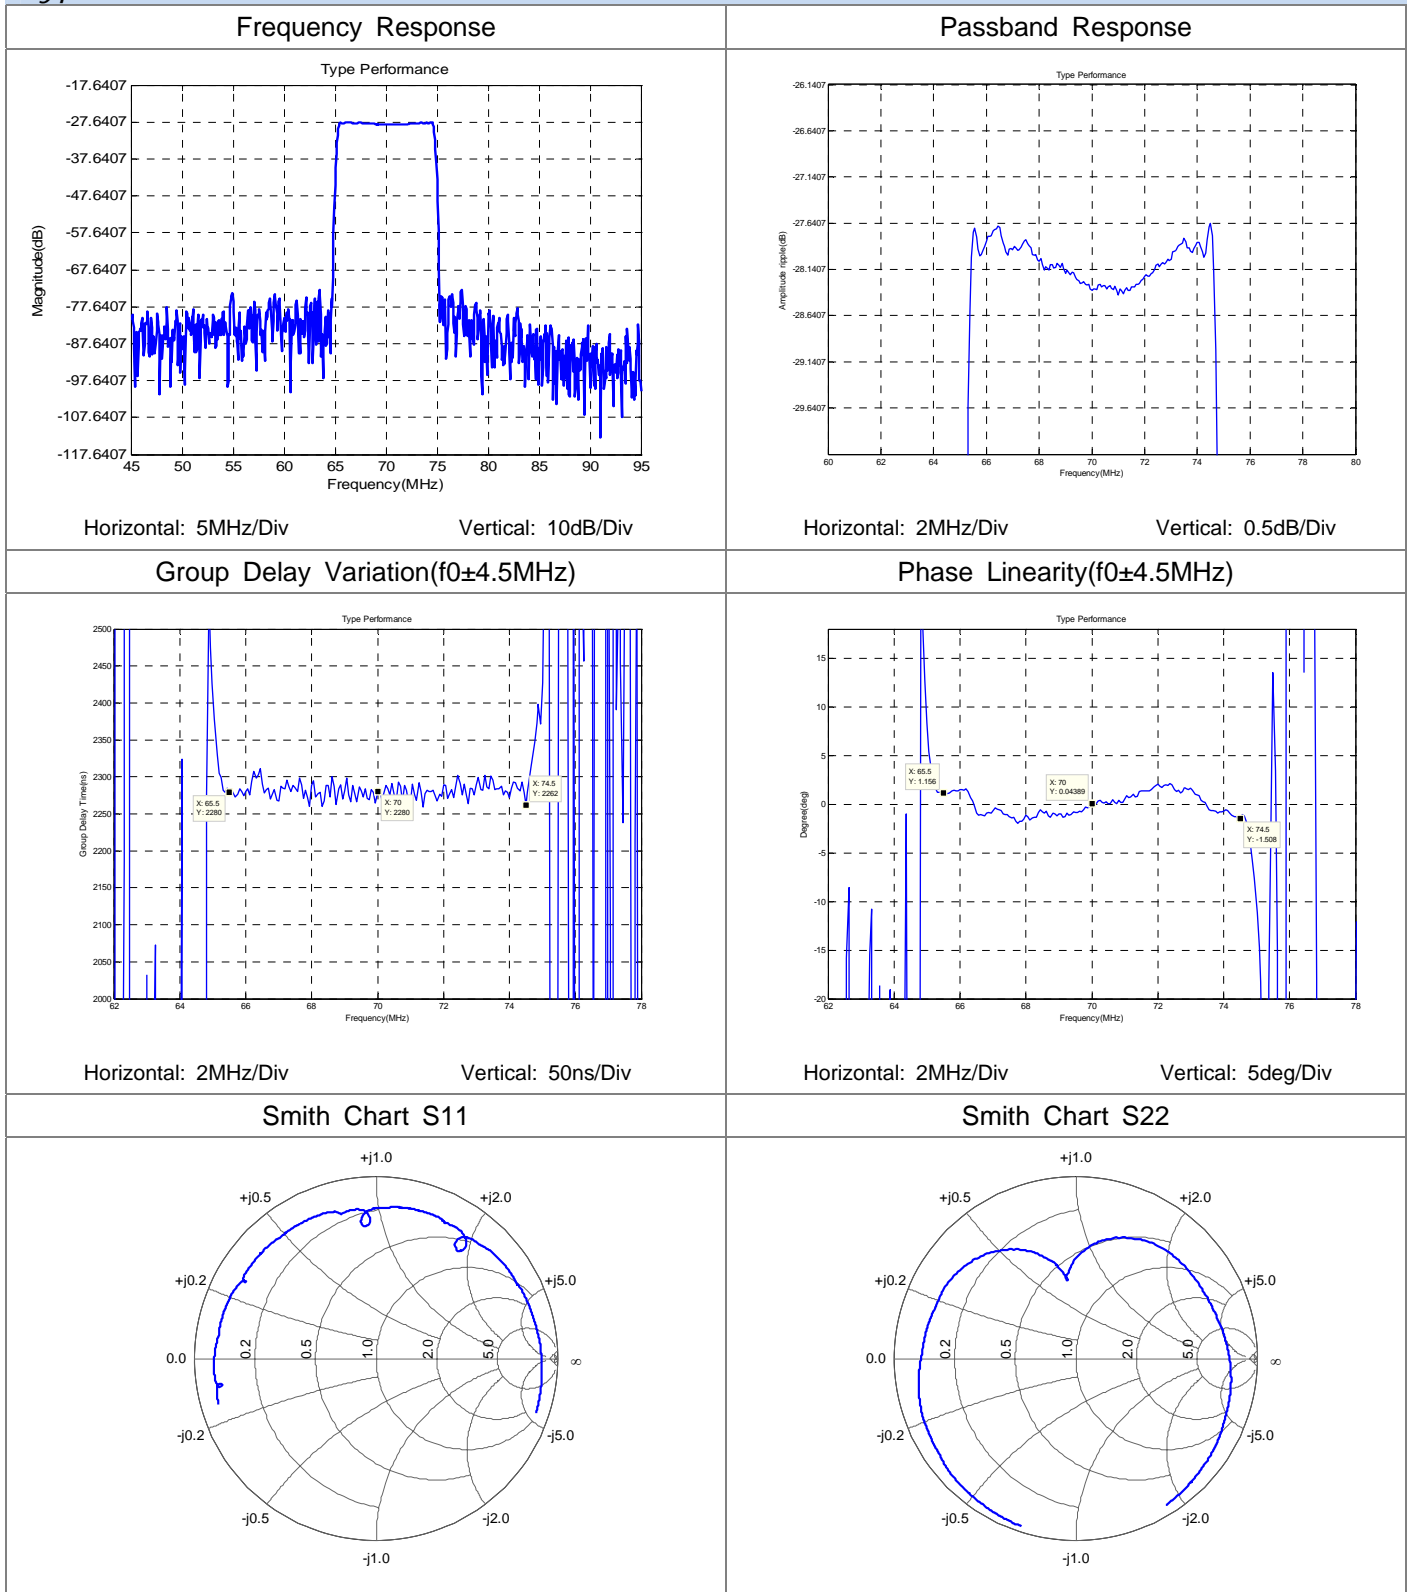 Frequency Response
Passband Response
Type Performance
-17.6407
-27.6407
-37.6407
-47.6407
-57.6407
-67.6407
-77.6407
-87.6407
-97.6407
-107.6407
-117.6407
Magnitude(dB)
45 50 55 60 65 70 75 80 85 90 95
Frequency(MHz)
Horizontal: 5MHz/Div
Vertical: 10dB/Div
Type Performance
-26.1407
-26.6407
-27.1407
-27.6407
-28.1407
-28.6407
-29.1407
-29.6407
Amplitude ripple(dB)
60 62 64 66 68 70 72 74 76 78 80
Frequency(MHz)
Horizontal: 2MHz/Div
Vertical: 0.5dB/Div
Group Delay Variation(f0±4.5MHz)
Phase Linearity(f0±4.5MHz)
Type Performance
2500
2450
2400
2350
2300
2250
2200
2150
2100
2050
2000
Group Delay Time(ns)
X: 65.5
Y: 2280
X: 70
Y: 2280
X: 74.5
Y: 2262
62 64 66 68 70 72 74 76 78
Frequency(MHz)
Horizontal: 2MHz/Div
Vertical: 50ns/Div
Type Performance
15
10
5
0
-5
-10
-15
-20
Degree(deg)
X: 65.5
Y: 1.156
X: 70
Y: 0.04389
X: 74.5
Y: -1.508
62 64 66 68 70 72 74 76 78
Frequency(MHz)
Horizontal: 2MHz/Div
Vertical: 5deg/Div
Smith Chart S11
Smith Chart S22
+j1.0
+j0.5
+j2.0
+j0.2
+j5.0
0.0
0.2
0.5
1.0
2.0
5.0
∞
-j0.2
-j5.0
-j0.5
-j2.0
-j1.0
+j1.0
+j0.5
+j2.0
+j0.2
+j5.0
0.0
0.2
0.5
1.0
2.0
5.0
∞
-j0.2
-j5.0
-j0.5
-j2.0
-j1.0